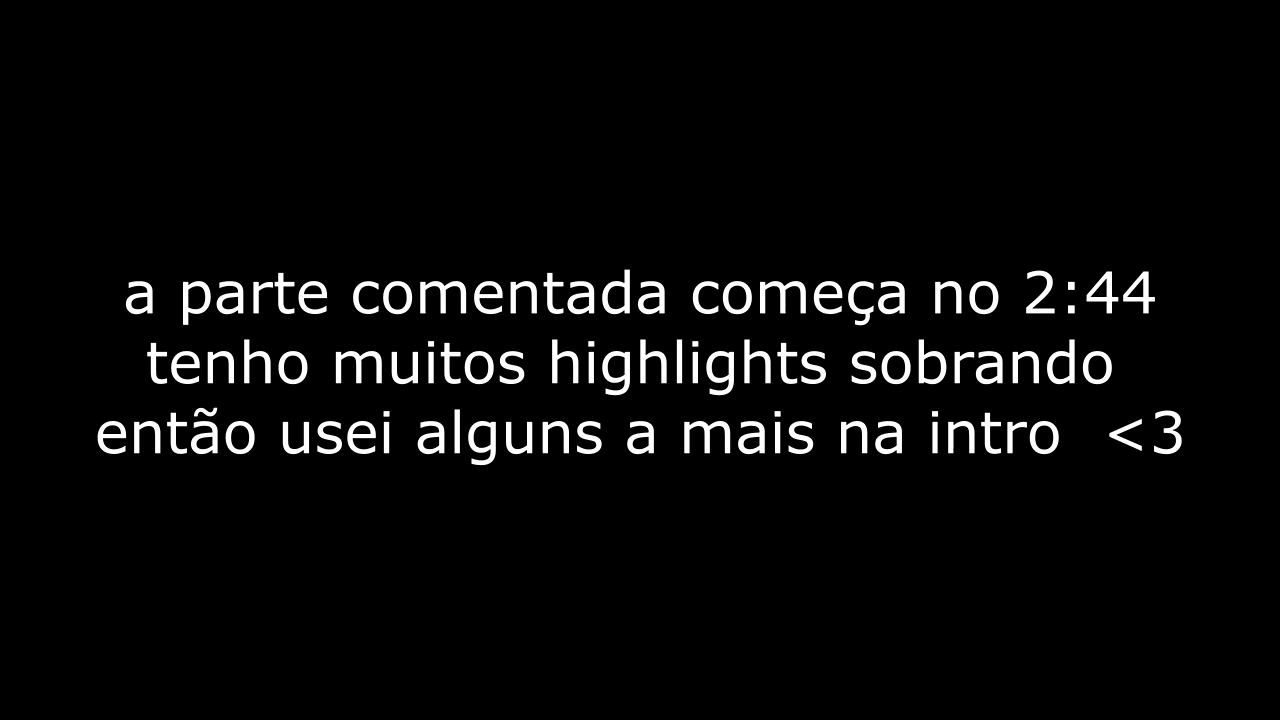 a parte comentada começa no 2:44
tenho muitos highlights sobrando
então usei alguns a mais na intro <3